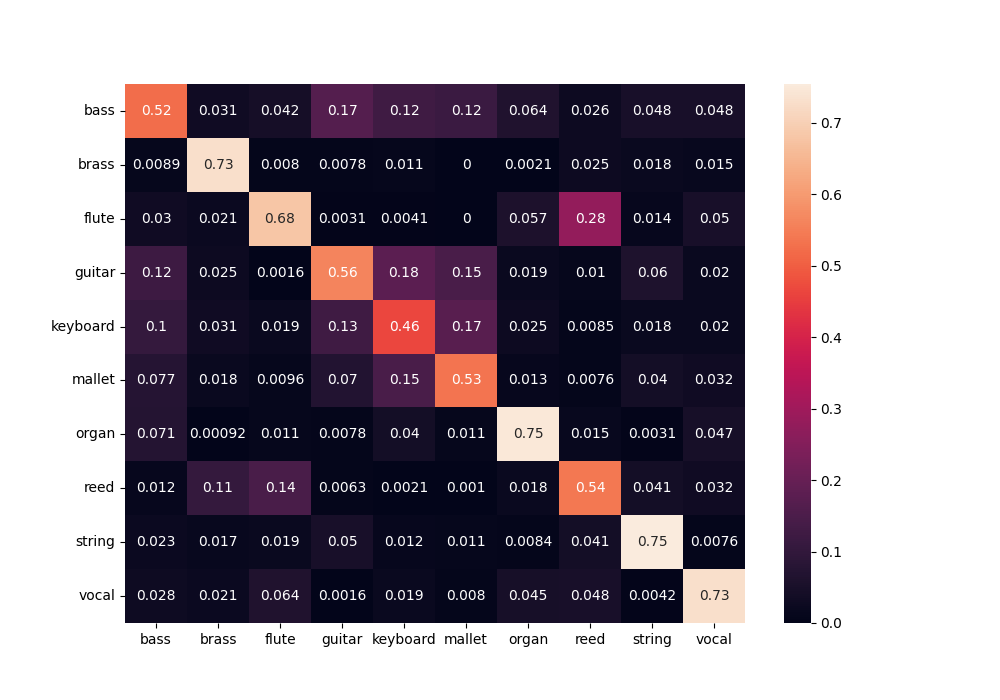 bass 0.52 0.031 0.042 0.17 0.12 0.12 0.064 0.026 0.048 0.048
0.7
brass 0.0089 0.73 0.008 0.0078 0.011 0 0.0021 0.025 0.018 0.015
0.6
flute 0.03 0.021 0.68 0.0031 0.0041 0 0.057 0.28 0.014 0.05
0.5
guitar 0.12 0.025 0.0016 0.56 0.18 0.15 0.019 0.01 0.06 0.02
keyboard 0.1 0.031 0.019 0.13 0.46 0.17 0.025 0.0085 0.018 0.02
0.4
mallet 0.077 0.018 0.0096 0.07 0.15 0.53 0.013 0.0076 0.04 0.032
0.3
organ 0.071 0.00092 0.011 0.0078 0.04 0.011 0.75 0.015 0.0031 0.047
0.2
reed 0.012 0.11 0.14 0.0063 0.0021 0.001 0.018 0.54 0.041 0.032
string 0.023 0.017 0.019 0.05 0.012 0.011 0.0084 0.041 0.75 0.0076
0.1
vocal 0.028 0.021 0.064 0.0016 0.019 0.008 0.045 0.048 0.0042 0.73
0.0
bass brass flute guitar keyboard mallet organ reed string vocal